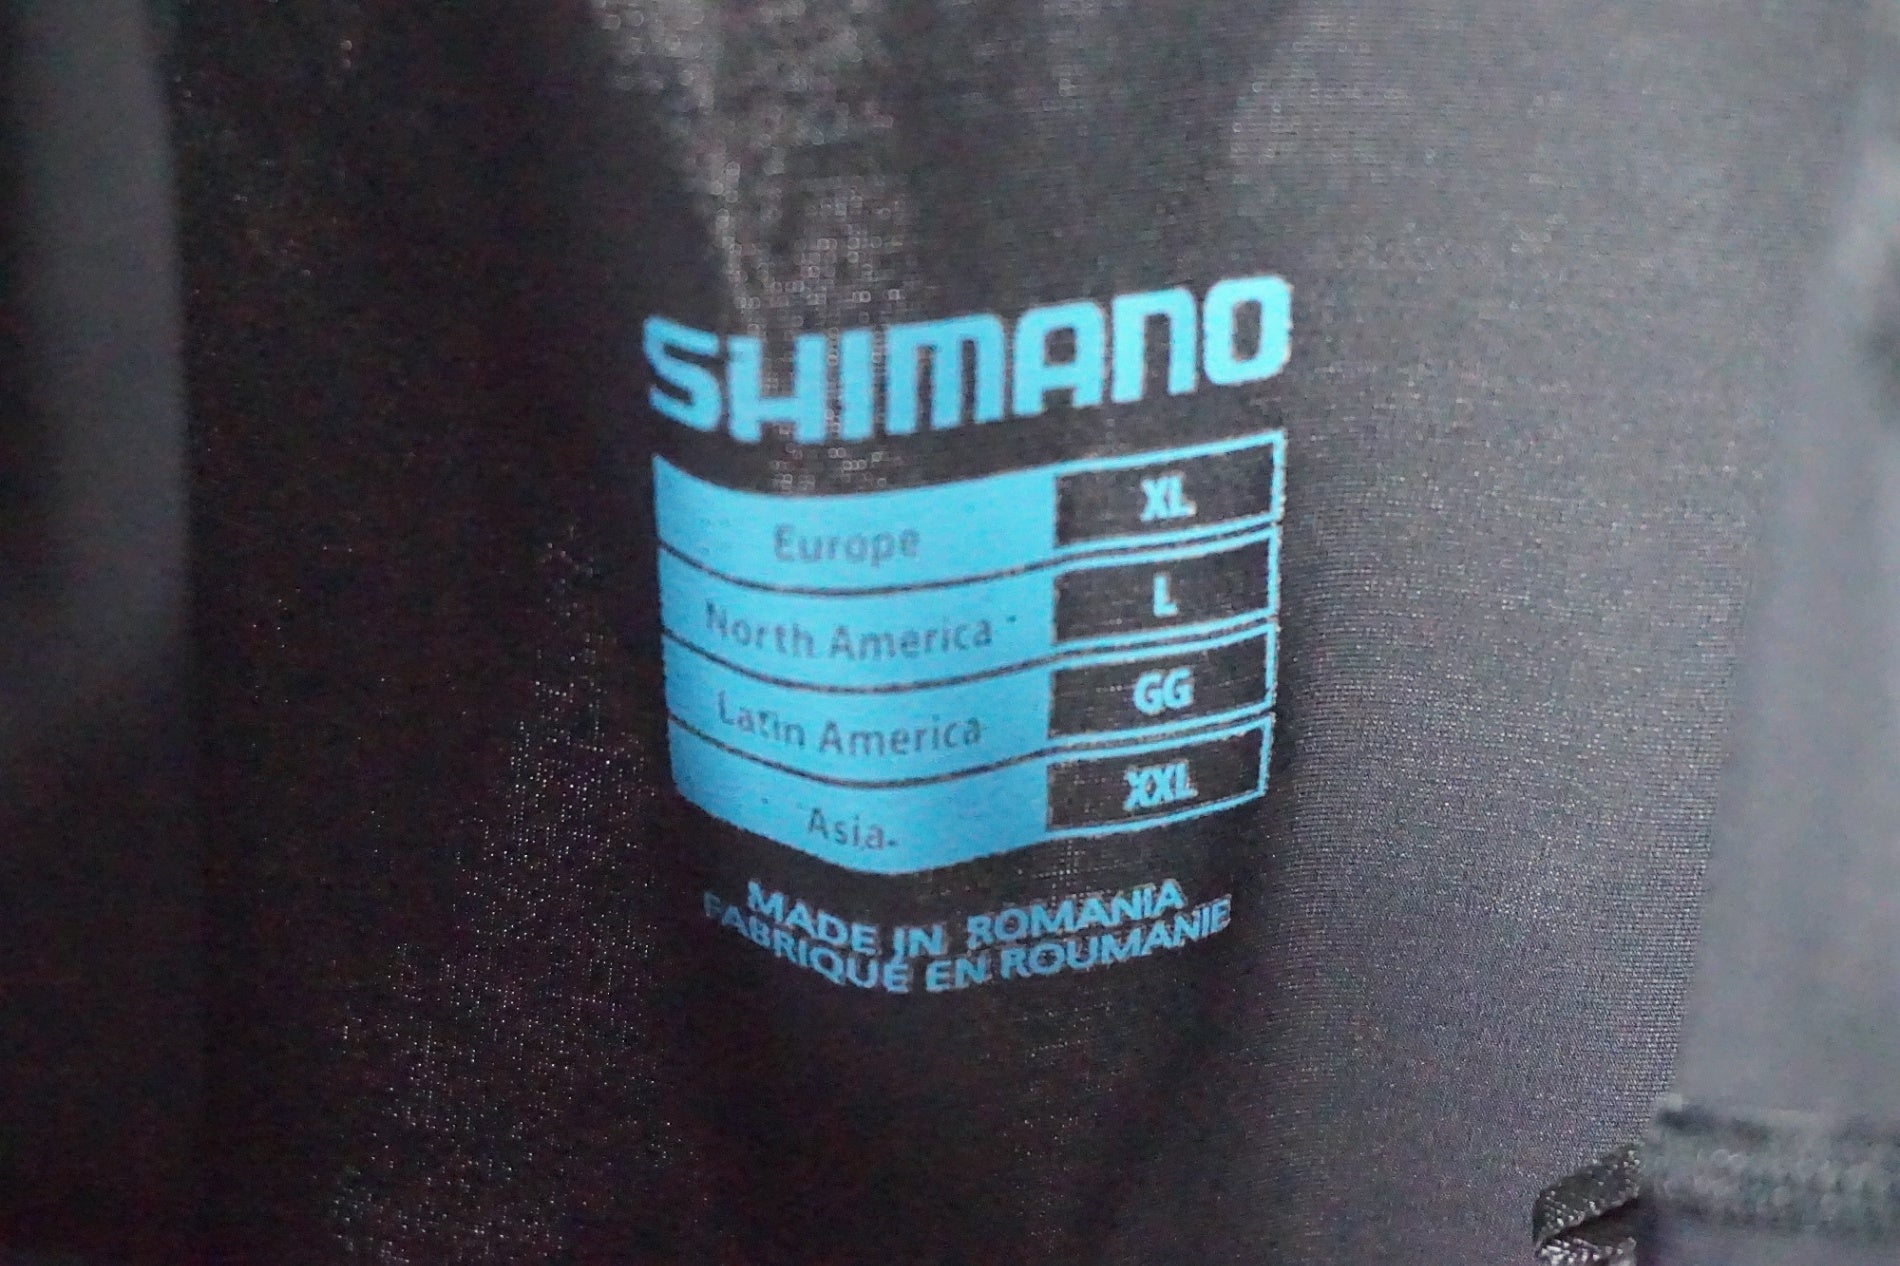 SHIMANO
Europe XL
North America L
Latin America GG
Asia XXL
MADE IN ROMANIA
FABRIQUÉ EN ROUMANIE